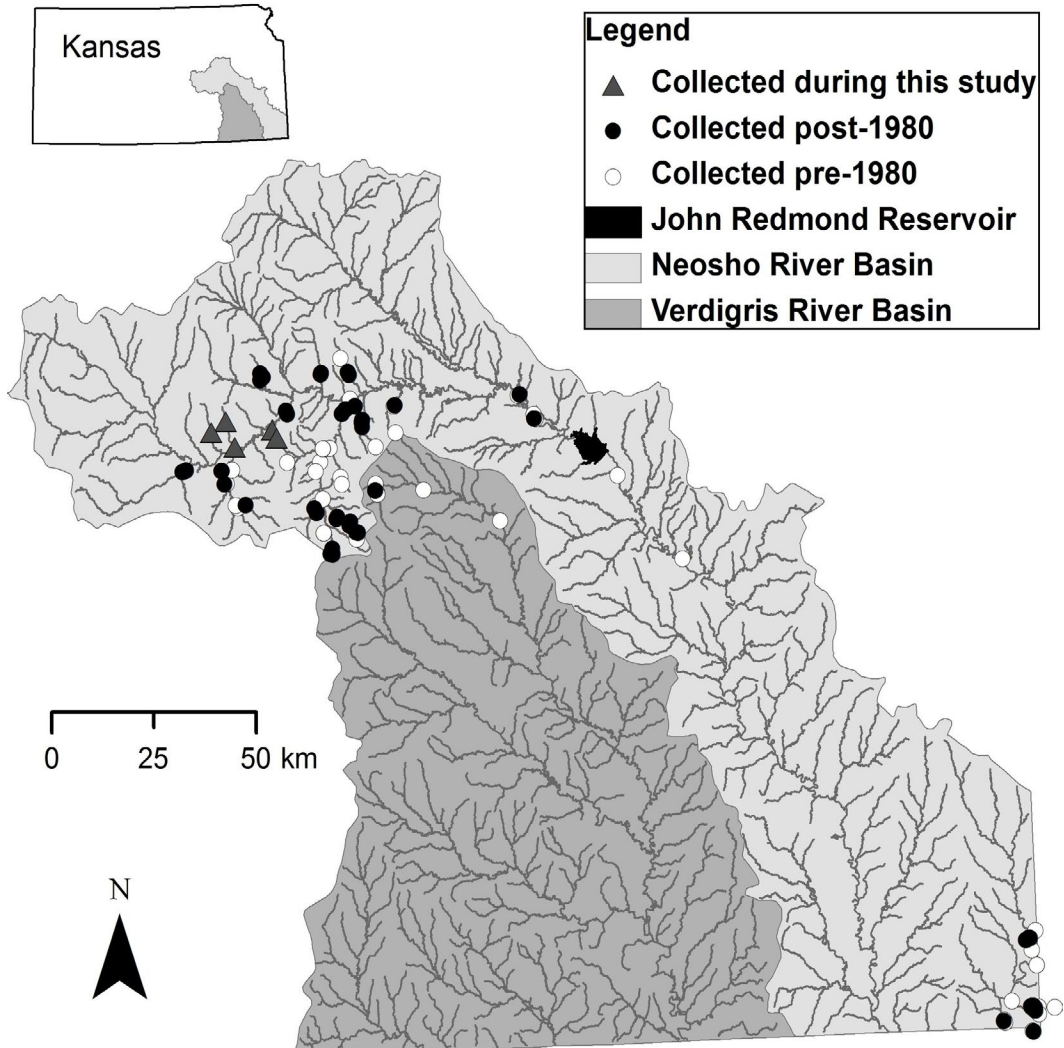 Kansas
Legend
Collected during this study
Collected post-1980
Collected pre-1980
John Redmond Reservoir
Neosho River Basin
Verdigris River Basin
0 25 50 km
N